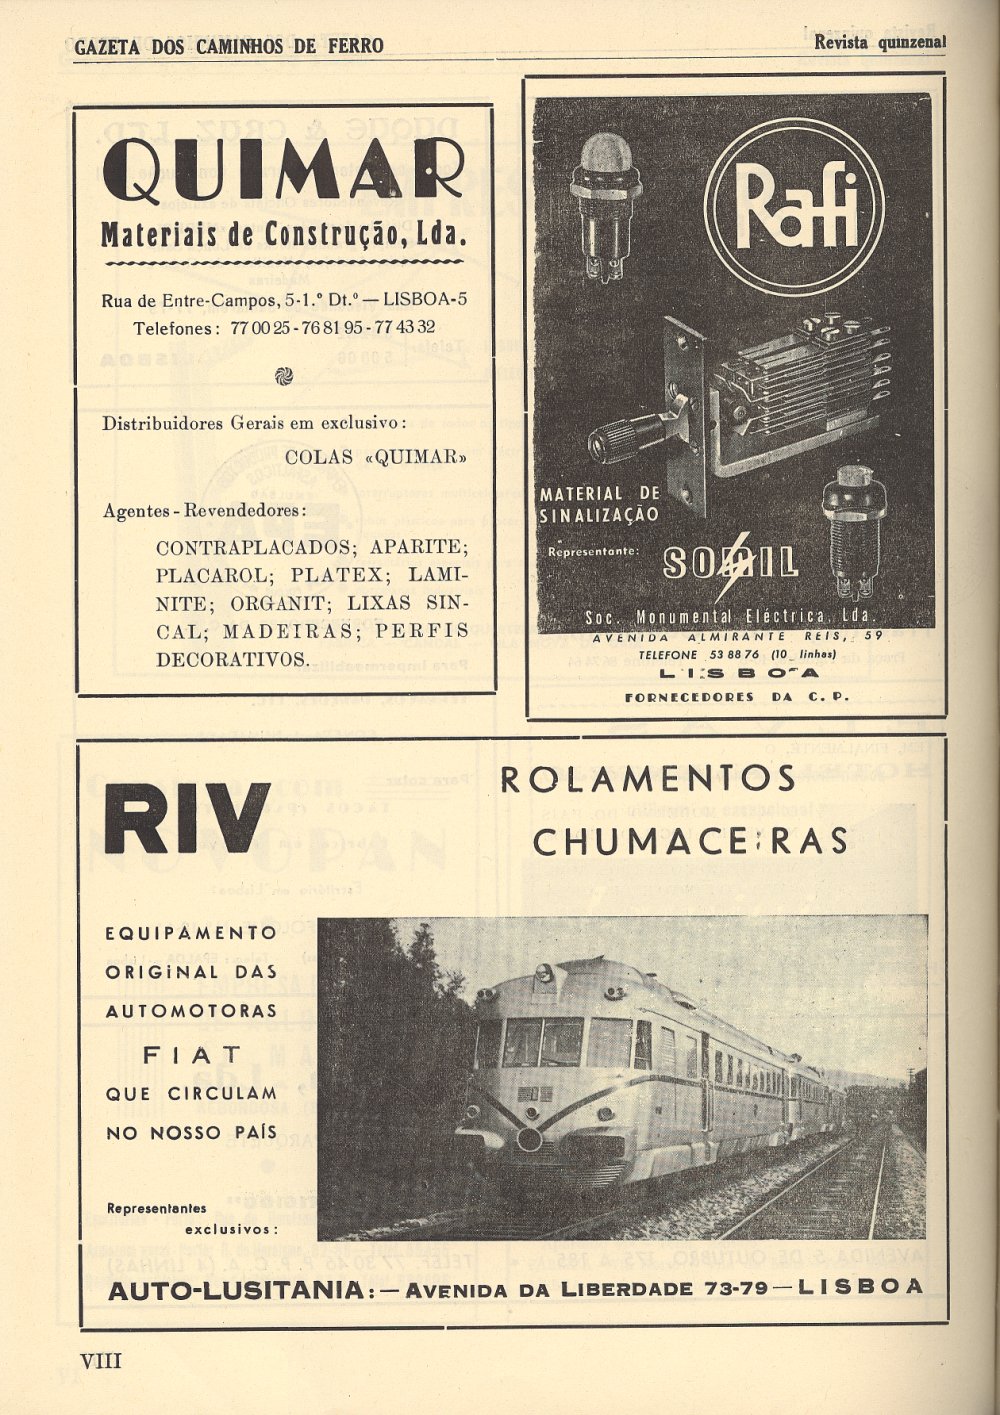 GAZETA DOS CAMINHOS DE FERRO
Revista quinzenal
QUIMAR
Materiais de Construção, Lda.
Rua de Entre-Campos, 5-1.º Dt.º — LISBOA-5
Telefones: 77 00 25 - 76 81 95 - 77 43 32
Distribuidores Gerais em exclusivo:
COLAS «QUIMAR»
Agentes - Revendedores:
CONTRAPLACADOS; APARITE;
PLACAROL; PLATEX; LAMI-
NITE; ORGANIT; LIXAS SIN-
CAL; MADEIRAS; PERFIS
DECORATIVOS.
Rafi
MATERIAL DE
SINALIZAÇÃO
Representante:
SOMIL
Soc. Monumental Eléctrica, Lda.
AVENIDA ALMIRANTE REIS, 59
TELEFONE 53 88 76 (10 linhas)
LISBOA
FORNECEDORES DA C. P.
RIV
ROLAMENTOS
CHUMACEIRAS
EQUIPAMENTO
ORIGINAL DAS
AUTOMOTORAS
FIAT
QUE CIRCULAM
NO NOSSO PAÍS
Representantes
exclusivos:
AUTO-LUSITANIA: — AVENIDA DA LIBERDADE 73-79 — LISBOA
VIII